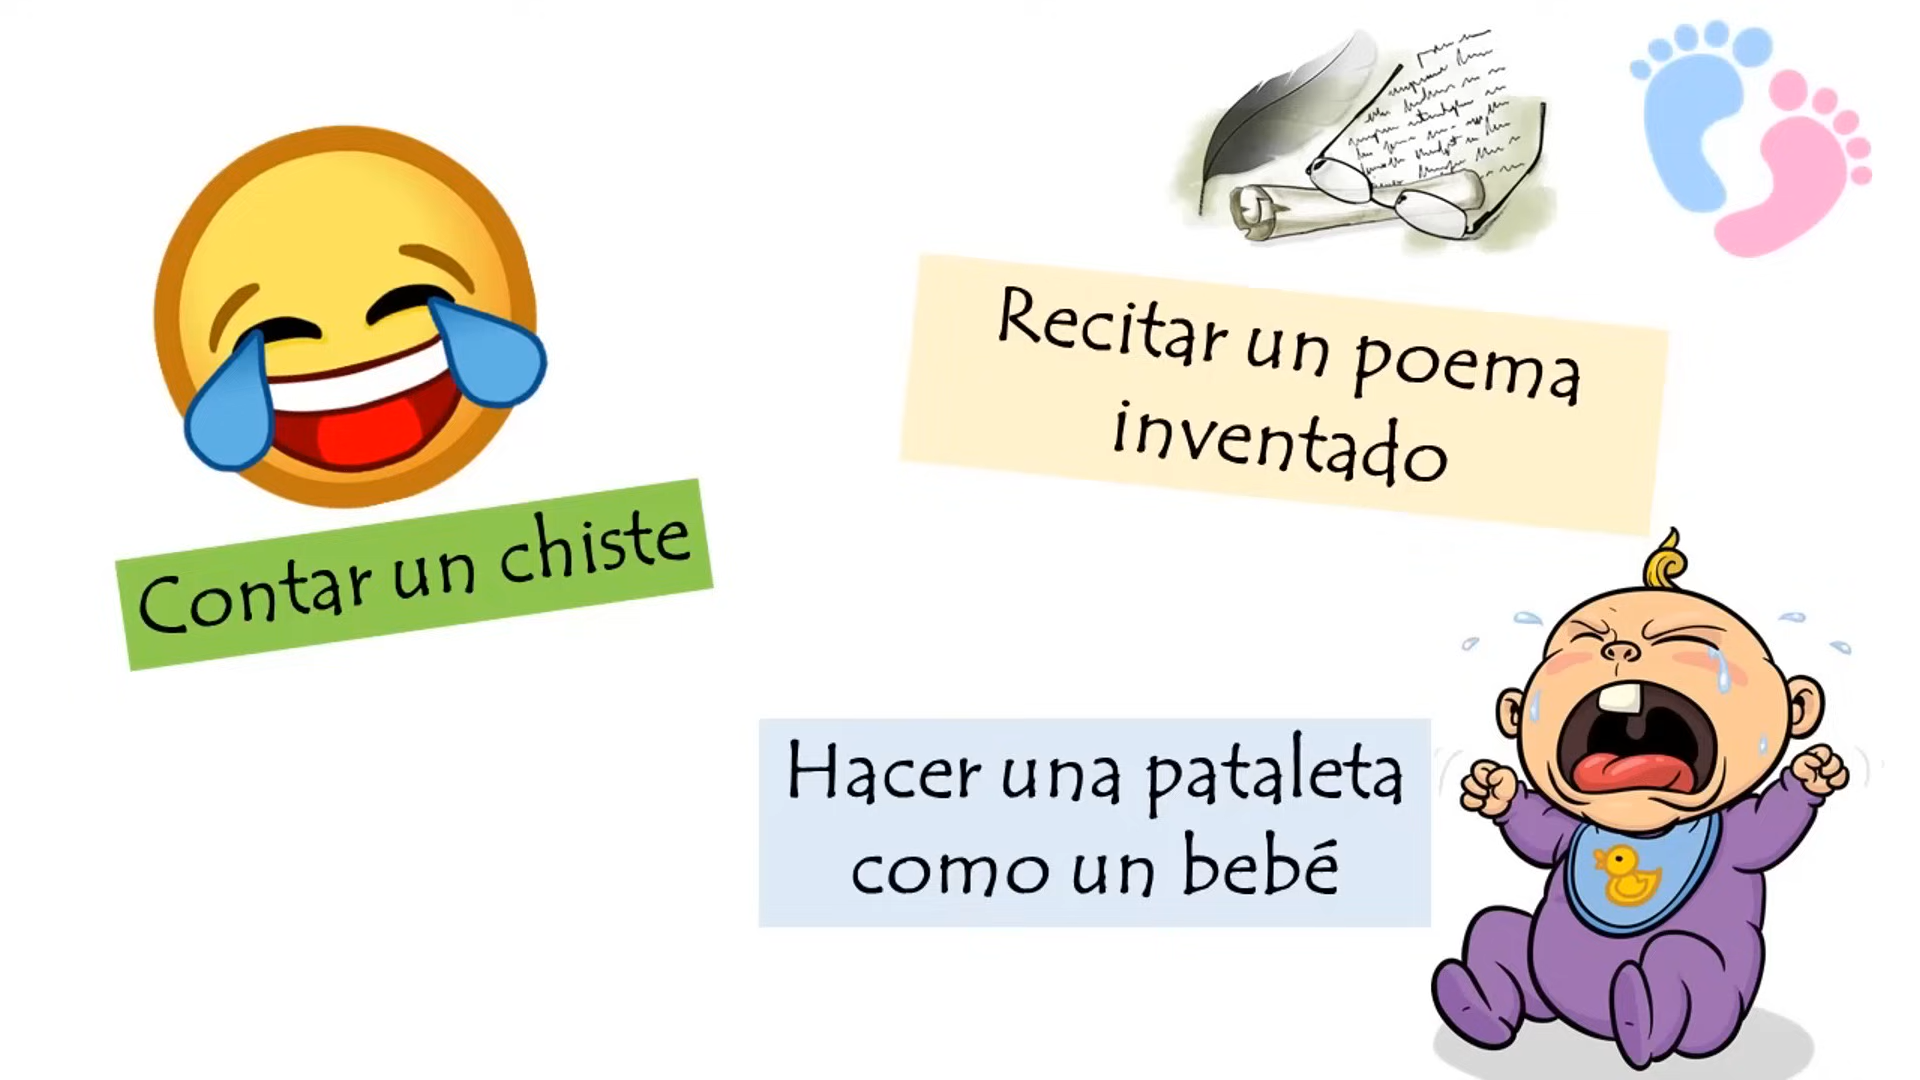 Contar un chiste
Recitar un poema
inventado
Hacer una pataleta
como un bebé